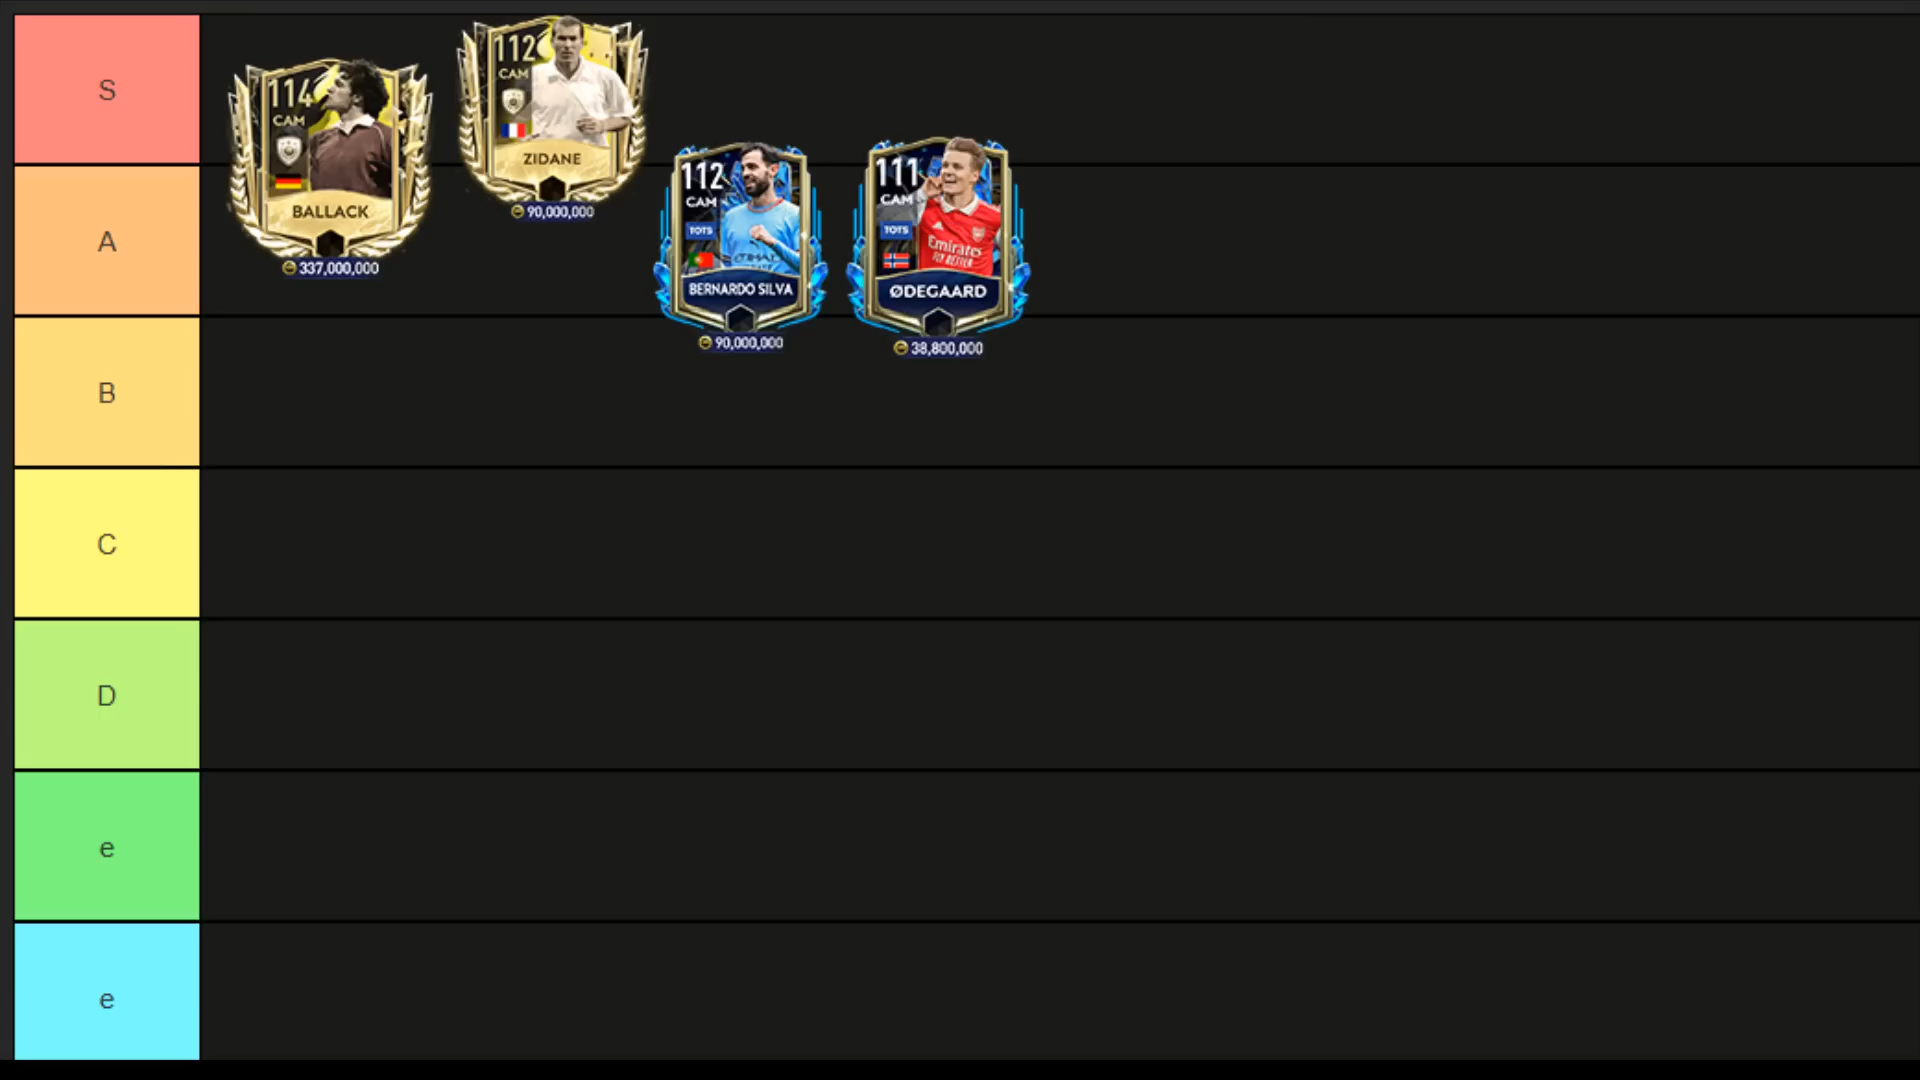 S
A
B
C
D
e
e
114
CAM
BALLACK
337,000,000
112
CAM
ZIDANE
90,000,000
112
CAM
TOTS
ETIHAD
BERNARDO SILVA
90,000,000
111
CAM
TOTS
Emirates
FLY BETTER
ØDEGAARD
38,800,000